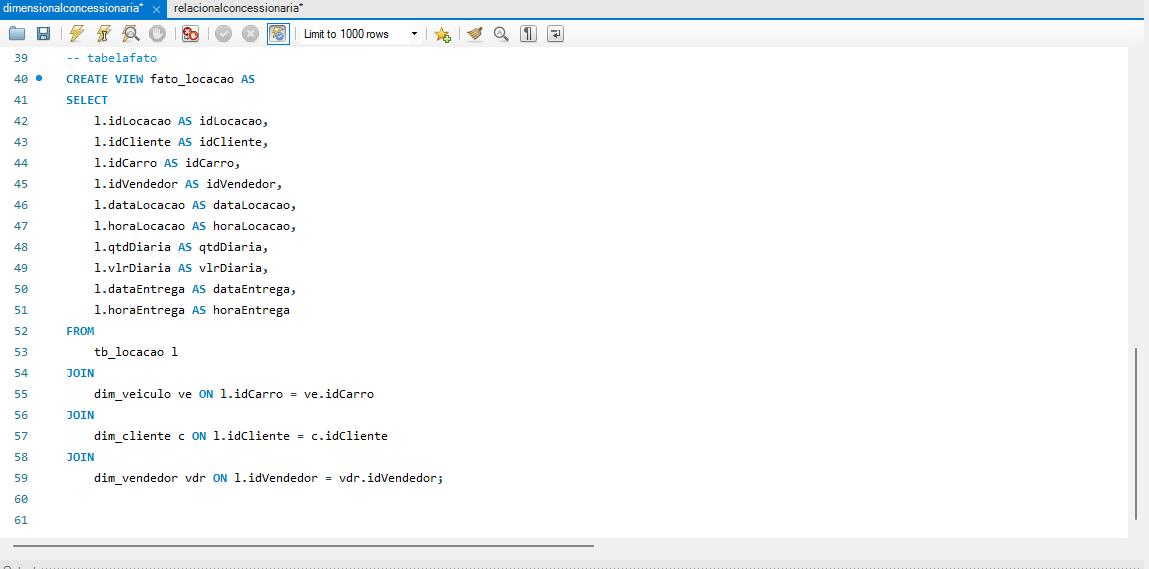 dimensionalconcessionaria* × relacionalconcessionaria*
Limit to 1000 rows
39 -- tabelafato
40 CREATE VIEW fato_locacao AS
41 SELECT
42 l.idLocacao AS idLocacao,
43 l.idCliente AS idCliente,
44 l.idCarro AS idCarro,
45 l.idVendedor AS idVendedor,
46 l.dataLocacao AS dataLocacao,
47 l.horaLocacao AS horaLocacao,
48 l.qtdDiaria AS qtdDiaria,
49 l.vlrDiaria AS vlrDiaria,
50 l.dataEntrega AS dataEntrega,
51 l.horaEntrega AS horaEntrega
52 FROM
53 tb_locacao l
54 JOIN
55 dim_veiculo ve ON l.idCarro = ve.idCarro
56 JOIN
57 dim_cliente c ON l.idCliente = c.idCliente
58 JOIN
59 dim_vendedor vdr ON l.idVendedor = vdr.idVendedor;
60
61